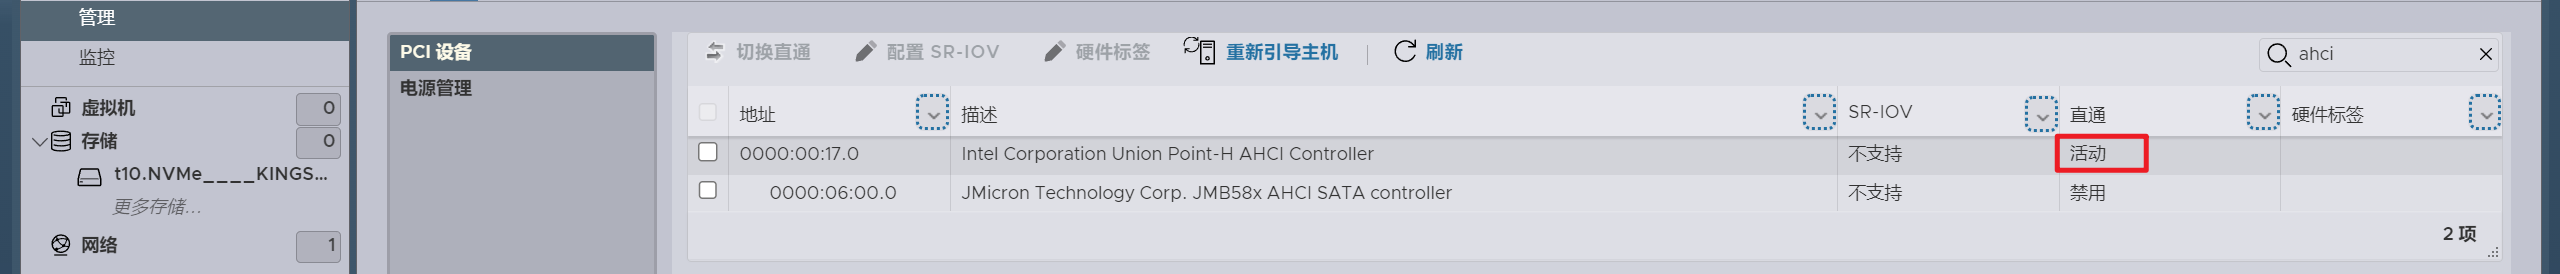 管理
监控
虚拟机 0
存储 0
t10.NVMe____KINGS...
更多存储...
网络 1
PCI 设备
电源管理
切换直通 配置 SR-IOV 硬件标签 重新引导主机 刷新 ahci
地址 描述 SR-IOV 直通 硬件标签
0000:00:17.0 Intel Corporation Union Point-H AHCI Controller 不支持 活动
0000:06:00.0 JMicron Technology Corp. JMB58x AHCI SATA controller 不支持 禁用
2 项